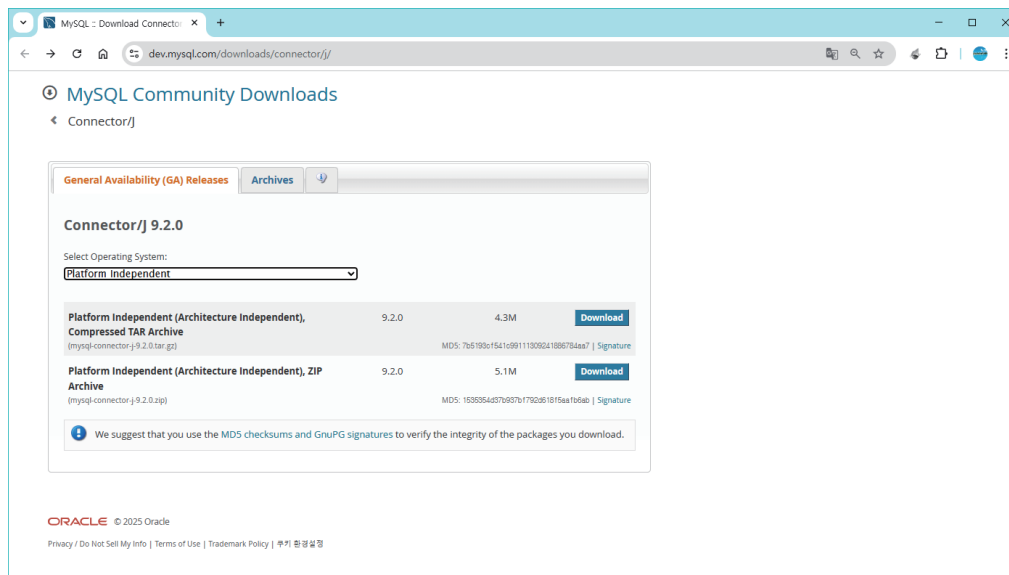 MySQL :: Download Connector
dev.mysql.com/downloads/connector/j/
MySQL Community Downloads
Connector/J
General Availability (GA) Releases
Archives
Connector/J 9.2.0
Select Operating System:
Platform Independent
Platform Independent (Architecture Independent), 9.2.0 4.3M Download
Compressed TAR Archive
(mysql-connector-j-9.2.0.tar.gz) MD5: | Signature
Platform Independent (Architecture Independent), ZIP 9.2.0 5.1M Download
Archive
(mysql-connector-j-9.2.0.zip) MD5: | Signature
We suggest that you use the MD5 checksums and GnuPG signatures to verify the integrity of the packages you download.
ORACLE © 2025 Oracle
Privacy / Do Not Sell My Info | Terms of Use | Trademark Policy | 쿠키 환경설정